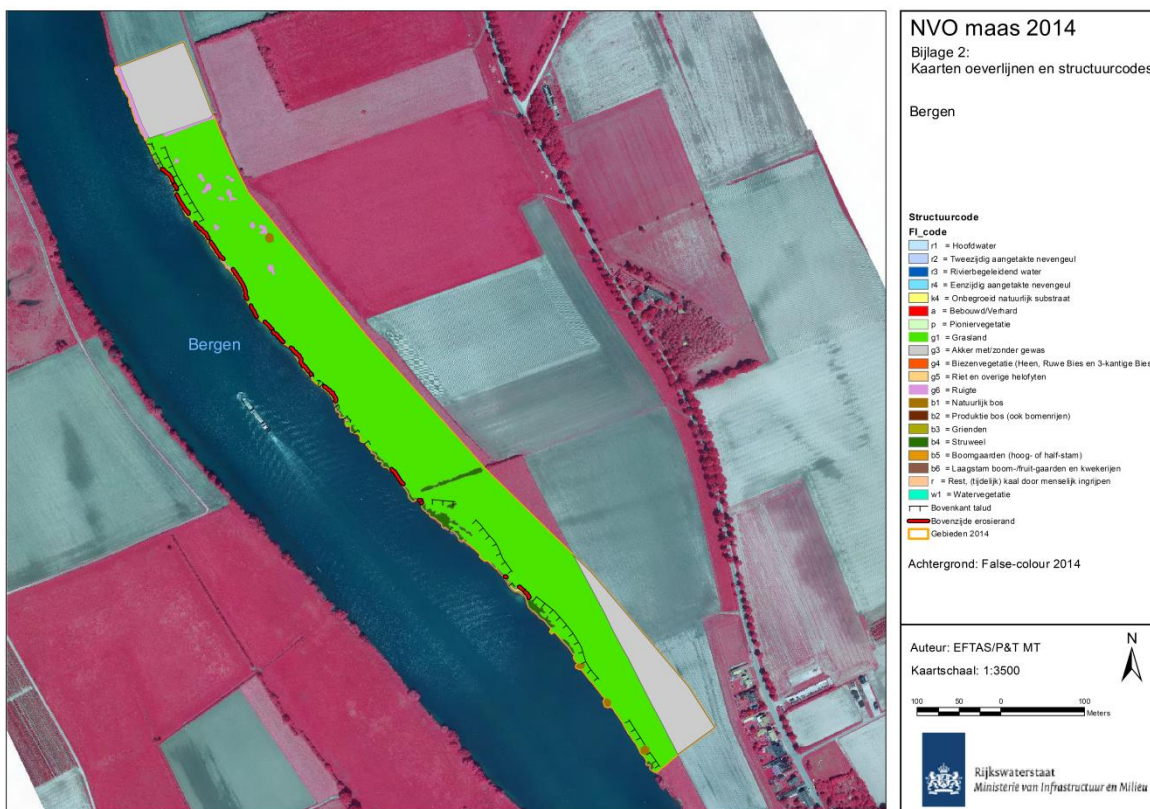 NVO maas 2014
Bijlage 2:
Kaarten oeverlijnen en structuurcodes
Bergen
Bergen
Structuurcode
FI_code
r1 = Hoofdwater
r2 = Tweezijdig aangetakte nevengeul
r3 = Rivierbegeleidend water
r4 = Eenzijdig aangetakte nevengeul
k4 = Onbegroeid natuurlijk substraat
a = Bebouwd/Verhard
p = Pioniervegetatie
g1 = Grasland
g3 = Akker met/zonder gewas
g4 = Biezenvegetatie (Heen, Ruwe Bies en 3-kantige Bies
g5 = Riet en overige helofyten
g6 = Ruigte
b1 = Natuurlijk bos
b2 = Produktie bos (ook bomenrijen)
b3 = Grienden
b4 = Struweel
b5 = Boomgaarden (hoog- of half-stam)
b6 = Laagstam boom-/fruit-gaarden en kwekerijen
r = Rest, (tijdelijk) kaal door menselijk ingrijpen
w1 = Watervegetatie
Bovenkant talud
Bovenzijde erosierand
Gebieden 2014
Achtergrond: False-colour 2014
Auteur: EFTAS/P&T MT
Kaartschaal: 1:3500
N
100 50 0 100
Meters
Rijkswaterstaat
Ministerie van Infrastructuur en Milieu